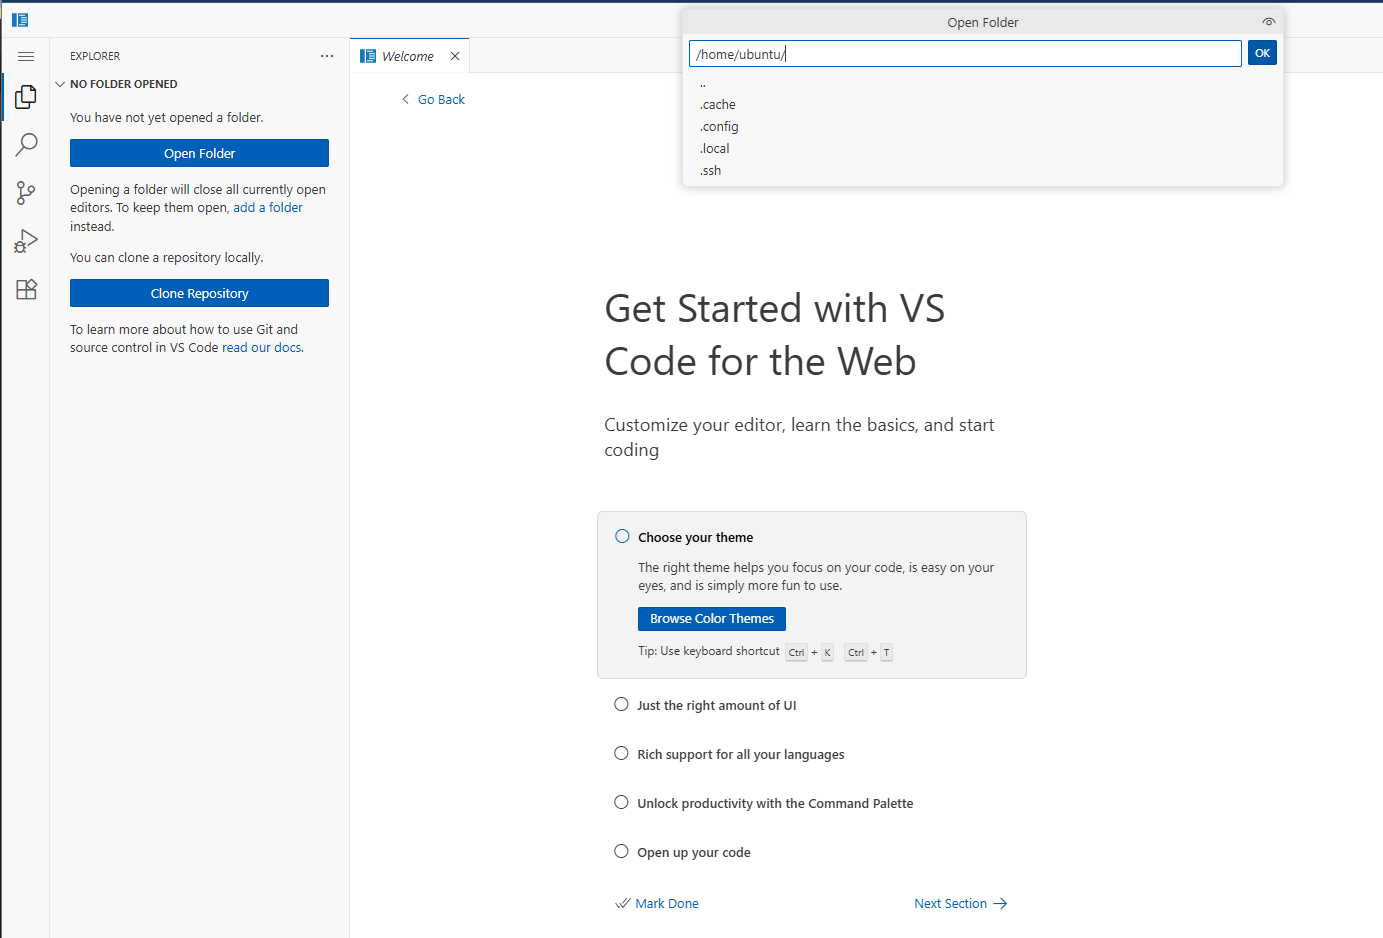 Open Folder
/home/ubuntu/
OK
..
.cache
.config
.local
.ssh
EXPLORER
NO FOLDER OPENED
You have not yet opened a folder.
Open Folder
Opening a folder will close all currently open
editors. To keep them open, add a folder
instead.
You can clone a repository locally.
Clone Repository
To learn more about how to use Git and
source control in VS Code read our docs.
Welcome
Go Back
Get Started with VS
Code for the Web
Customize your editor, learn the basics, and start
coding
Choose your theme
The right theme helps you focus on your code, is easy on your
eyes, and is simply more fun to use.
Browse Color Themes
Tip: Use keyboard shortcut Ctrl + K Ctrl + T
Just the right amount of UI
Rich support for all your languages
Unlock productivity with the Command Palette
Open up your code
Mark Done
Next Section